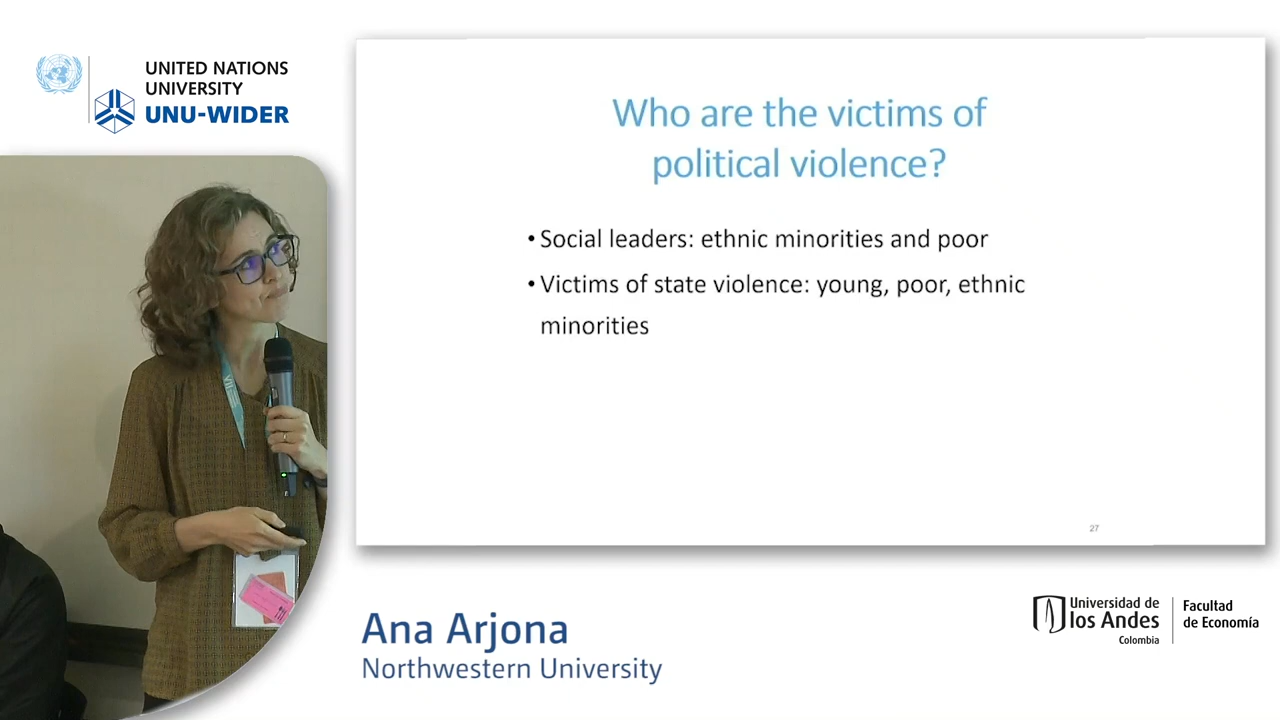 UNITED NATIONS
UNIVERSITY
UNU-WIDER
Who are the victims of
political violence?
• Social leaders: ethnic minorities and poor
• Victims of state violence: young, poor, ethnic
minorities
27
Ana Arjona
Northwestern University
Universidad de
los Andes
Colombia
Facultad
de Economía